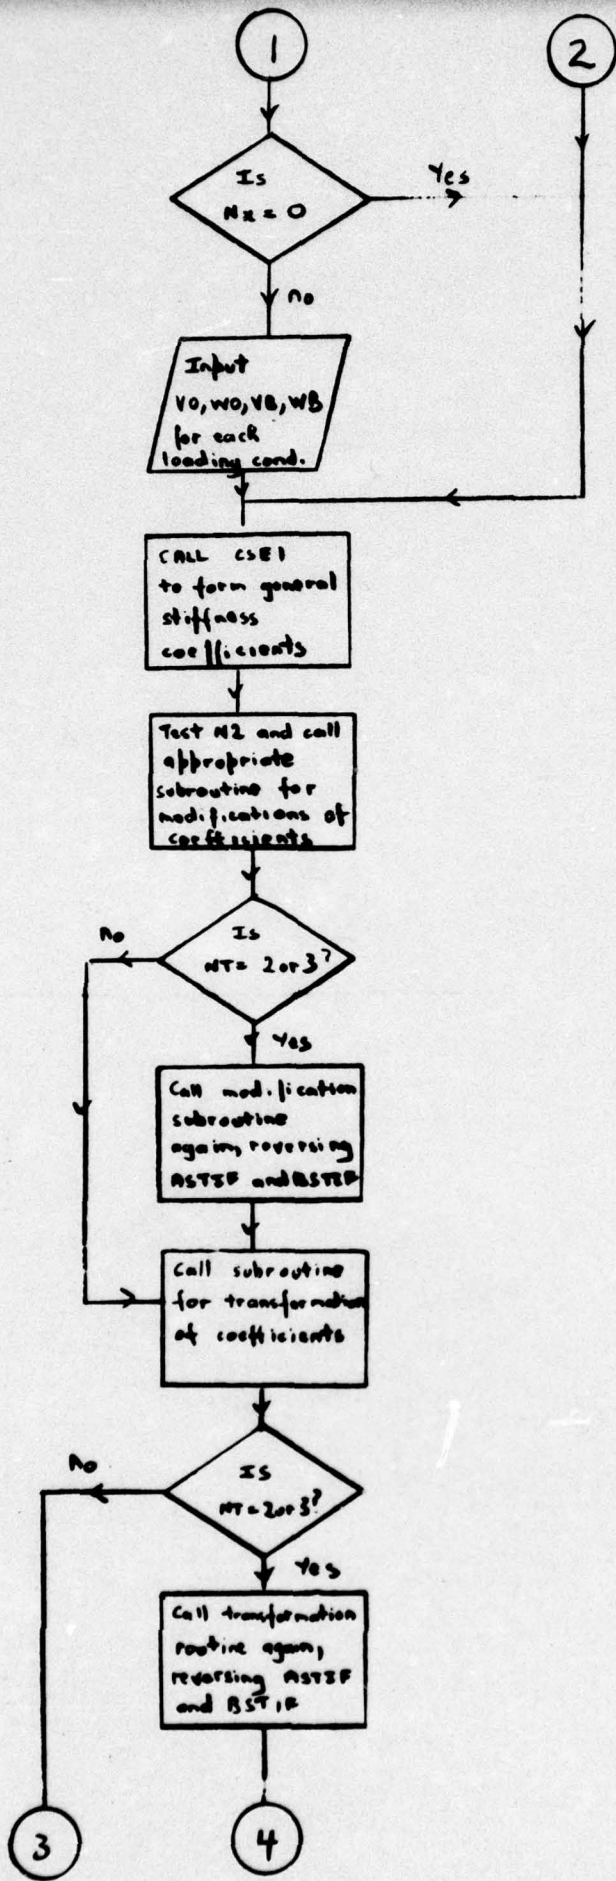 1
2
Is
Nx = 0
Yes
no
Input
VO, WO, VB, WB
for each
loading cond.
CALL CSE1
to form general
stiffness
coefficients
Test N2 and call
appropriate
subroutine for
modifications of
coefficients
Is
NT = 2 or 3?
no
Yes
Call modification
subroutine
again, reversing
ASTIF and BSTIF
Call subroutine
for transformation
of coefficients
Is
NT = 2 or 3?
no
Yes
Call transformation
routine again,
reversing ASTIF
and BSTIF
3
4